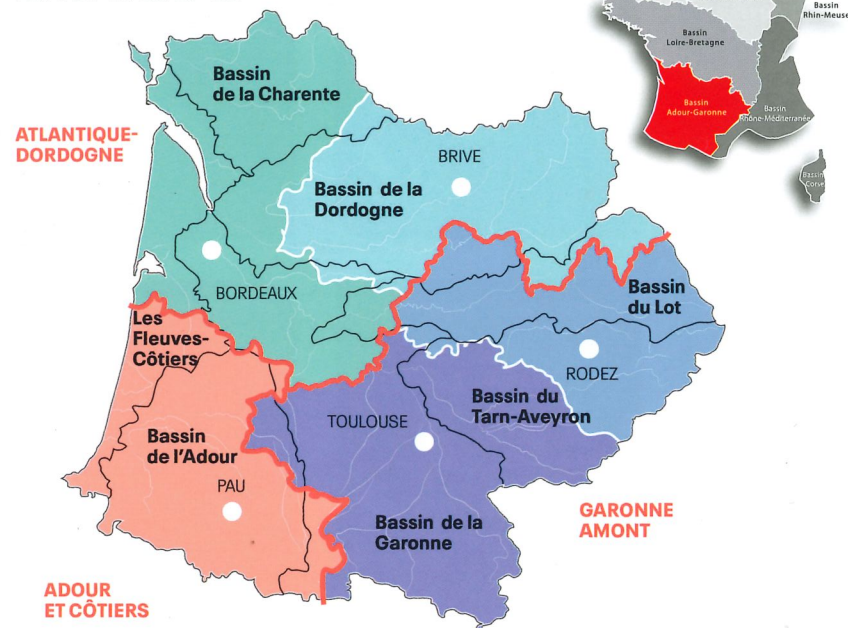 Bassin
Rhin-Meuse
Bassin
Loire-Bretagne
Bassin
Adour-Garonne
Bassin
Rhône-Méditerranée
Bassin
Corse
Bassin
de la Charente
ATLANTIQUE-
DORDOGNE
BRIVE
Bassin de la
Dordogne
BORDEAUX
Bassin
du Lot
Les
Fleuves-
Côtiers
RODEZ
Bassin du
Tarn-Aveyron
TOULOUSE
Bassin
de l'Adour
PAU
GARONNE
AMONT
Bassin de la
Garonne
ADOUR
ET CÔTIERS